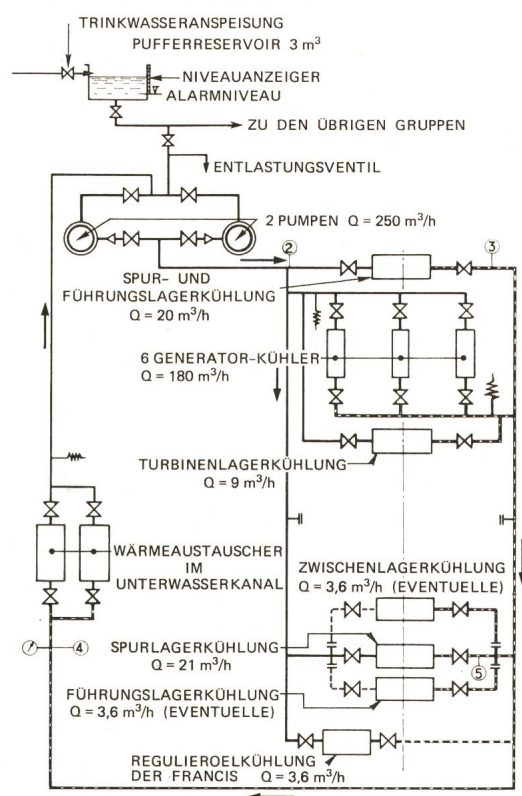 TRINKWASSERANSPEISUNG
PUFFERRESERVOIR 3 m³
NIVEAUANZEIGER
ALARMNIVEAU
ZU DEN ÜBRIGEN GRUPPEN
ENTLASTUNGSVENTIL
2 PUMPEN Q = 250 m³/h
2
3
SPUR- UND
FÜHRUNGSLAGERKÜHLUNG
Q = 20 m³/h
6 GENERATOR-KÜHLER
Q = 180 m³/h
TURBINENLAGERKÜHLUNG
Q = 9 m³/h
WÄRMEAUSTAUSCHER
IM
UNTERWASSERKANAL
ZWISCHENLAGERKÜHLUNG
Q = 3,6 m³/h (EVENTUELLE)
4
SPURLAGERKÜHLUNG
Q = 21 m³/h
5
FÜHRUNGSLAGERKÜHLUNG
Q = 3,6 m³/h (EVENTUELLE)
REGULIEROELKÜHLUNG
DER FRANCIS Q = 3,6 m³/h